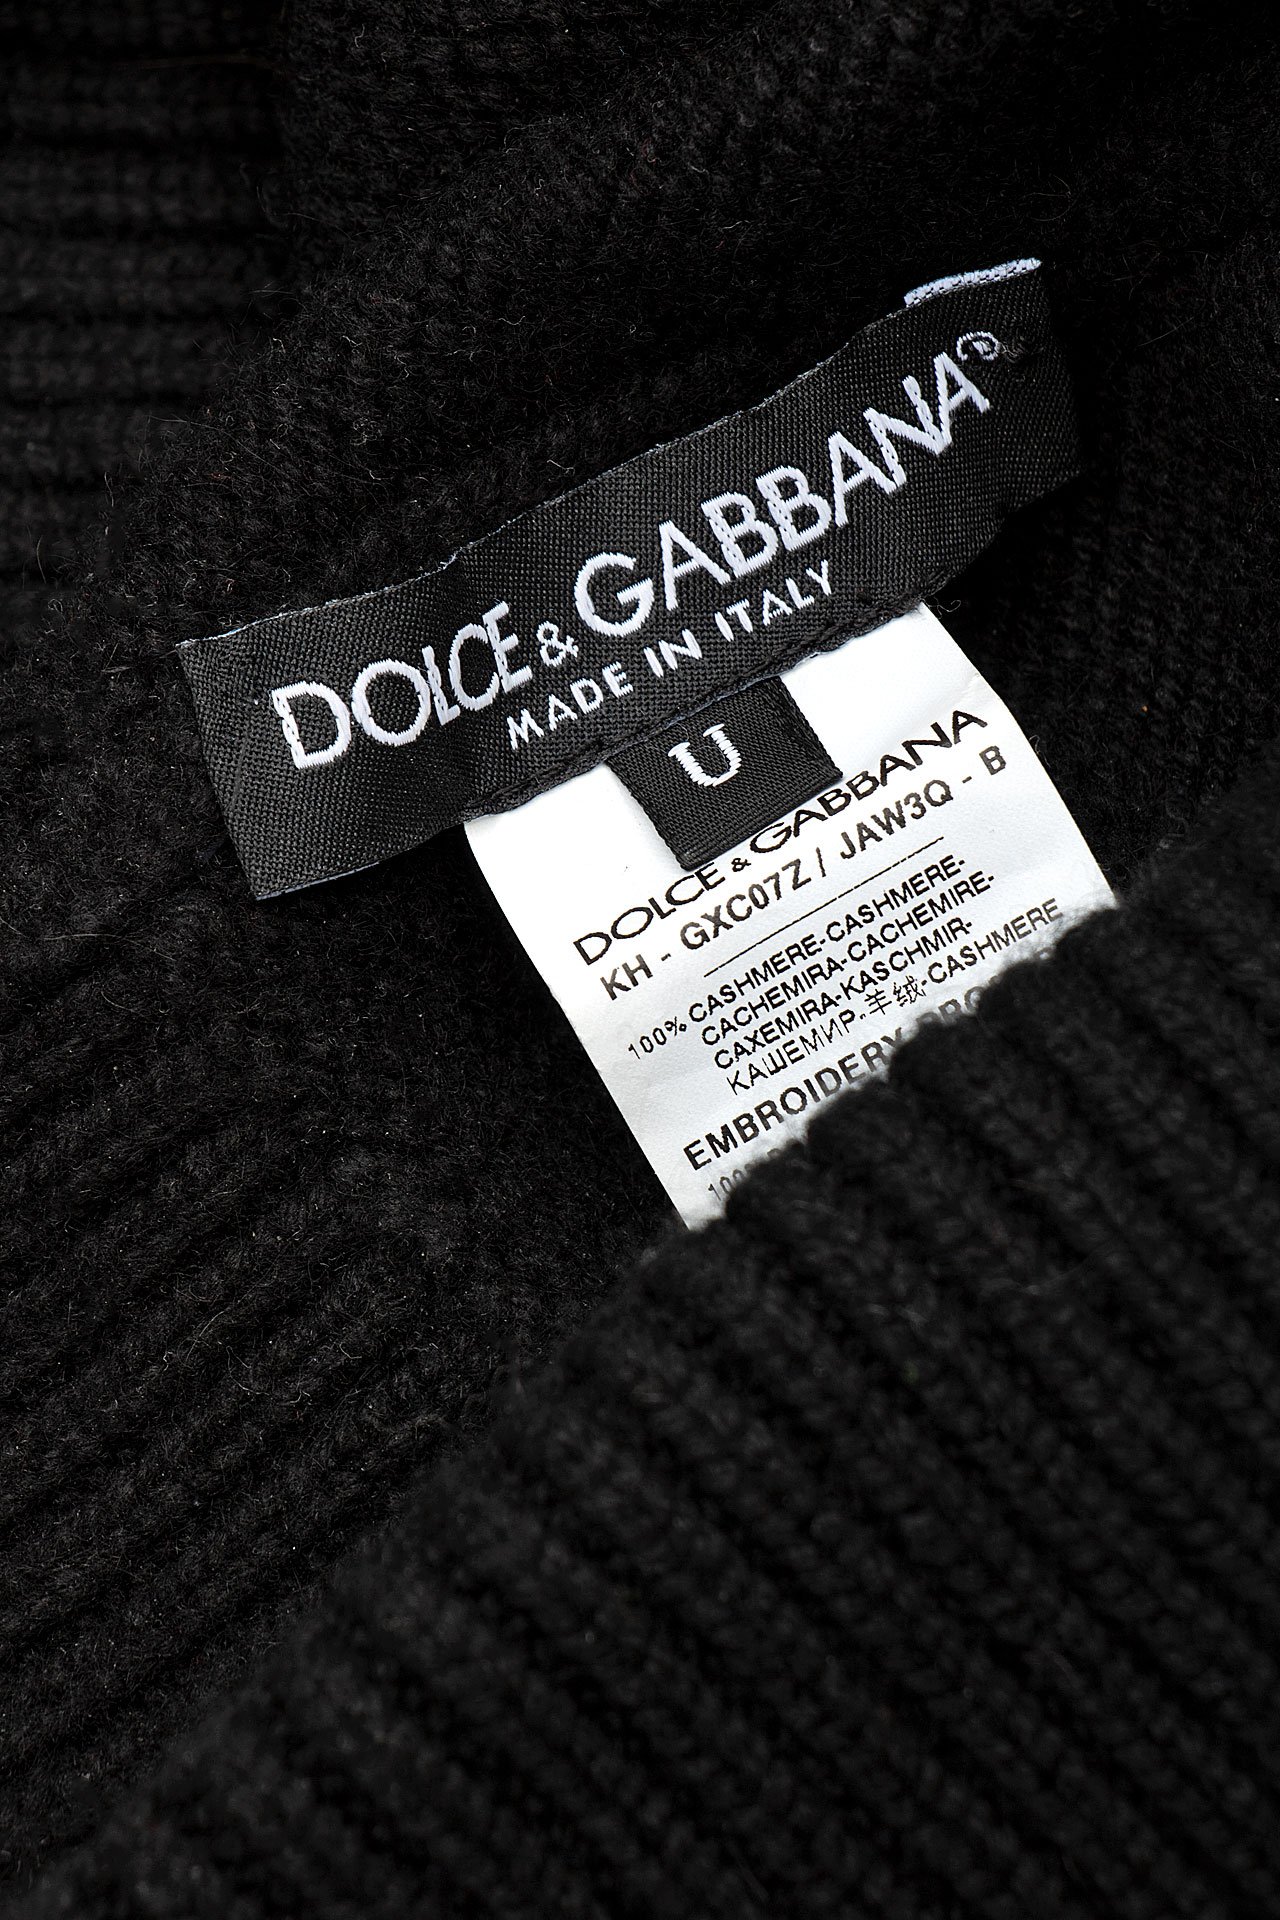 DOLCE & GABBANA®
MADE IN ITALY
U
DOLCE & GABBANA
KH - GXC07Z / JAW3Q - B
100% CASHMERE-CASHMERE-
CACHEMIRA-CACHEMIRE-
CAXEMIRA-KASCHMIR-
КАШЕМИР-羊绒-CASHMERE
EMBROIDERY